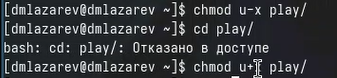 [dmlazarev@dmlazarev ~]$ chmod u-x play/
[dmlazarev@dmlazarev ~]$ cd play/
bash: cd: play/: Отказано в доступе
[dmlazarev@dmlazarev ~]$ chmod u+ play/